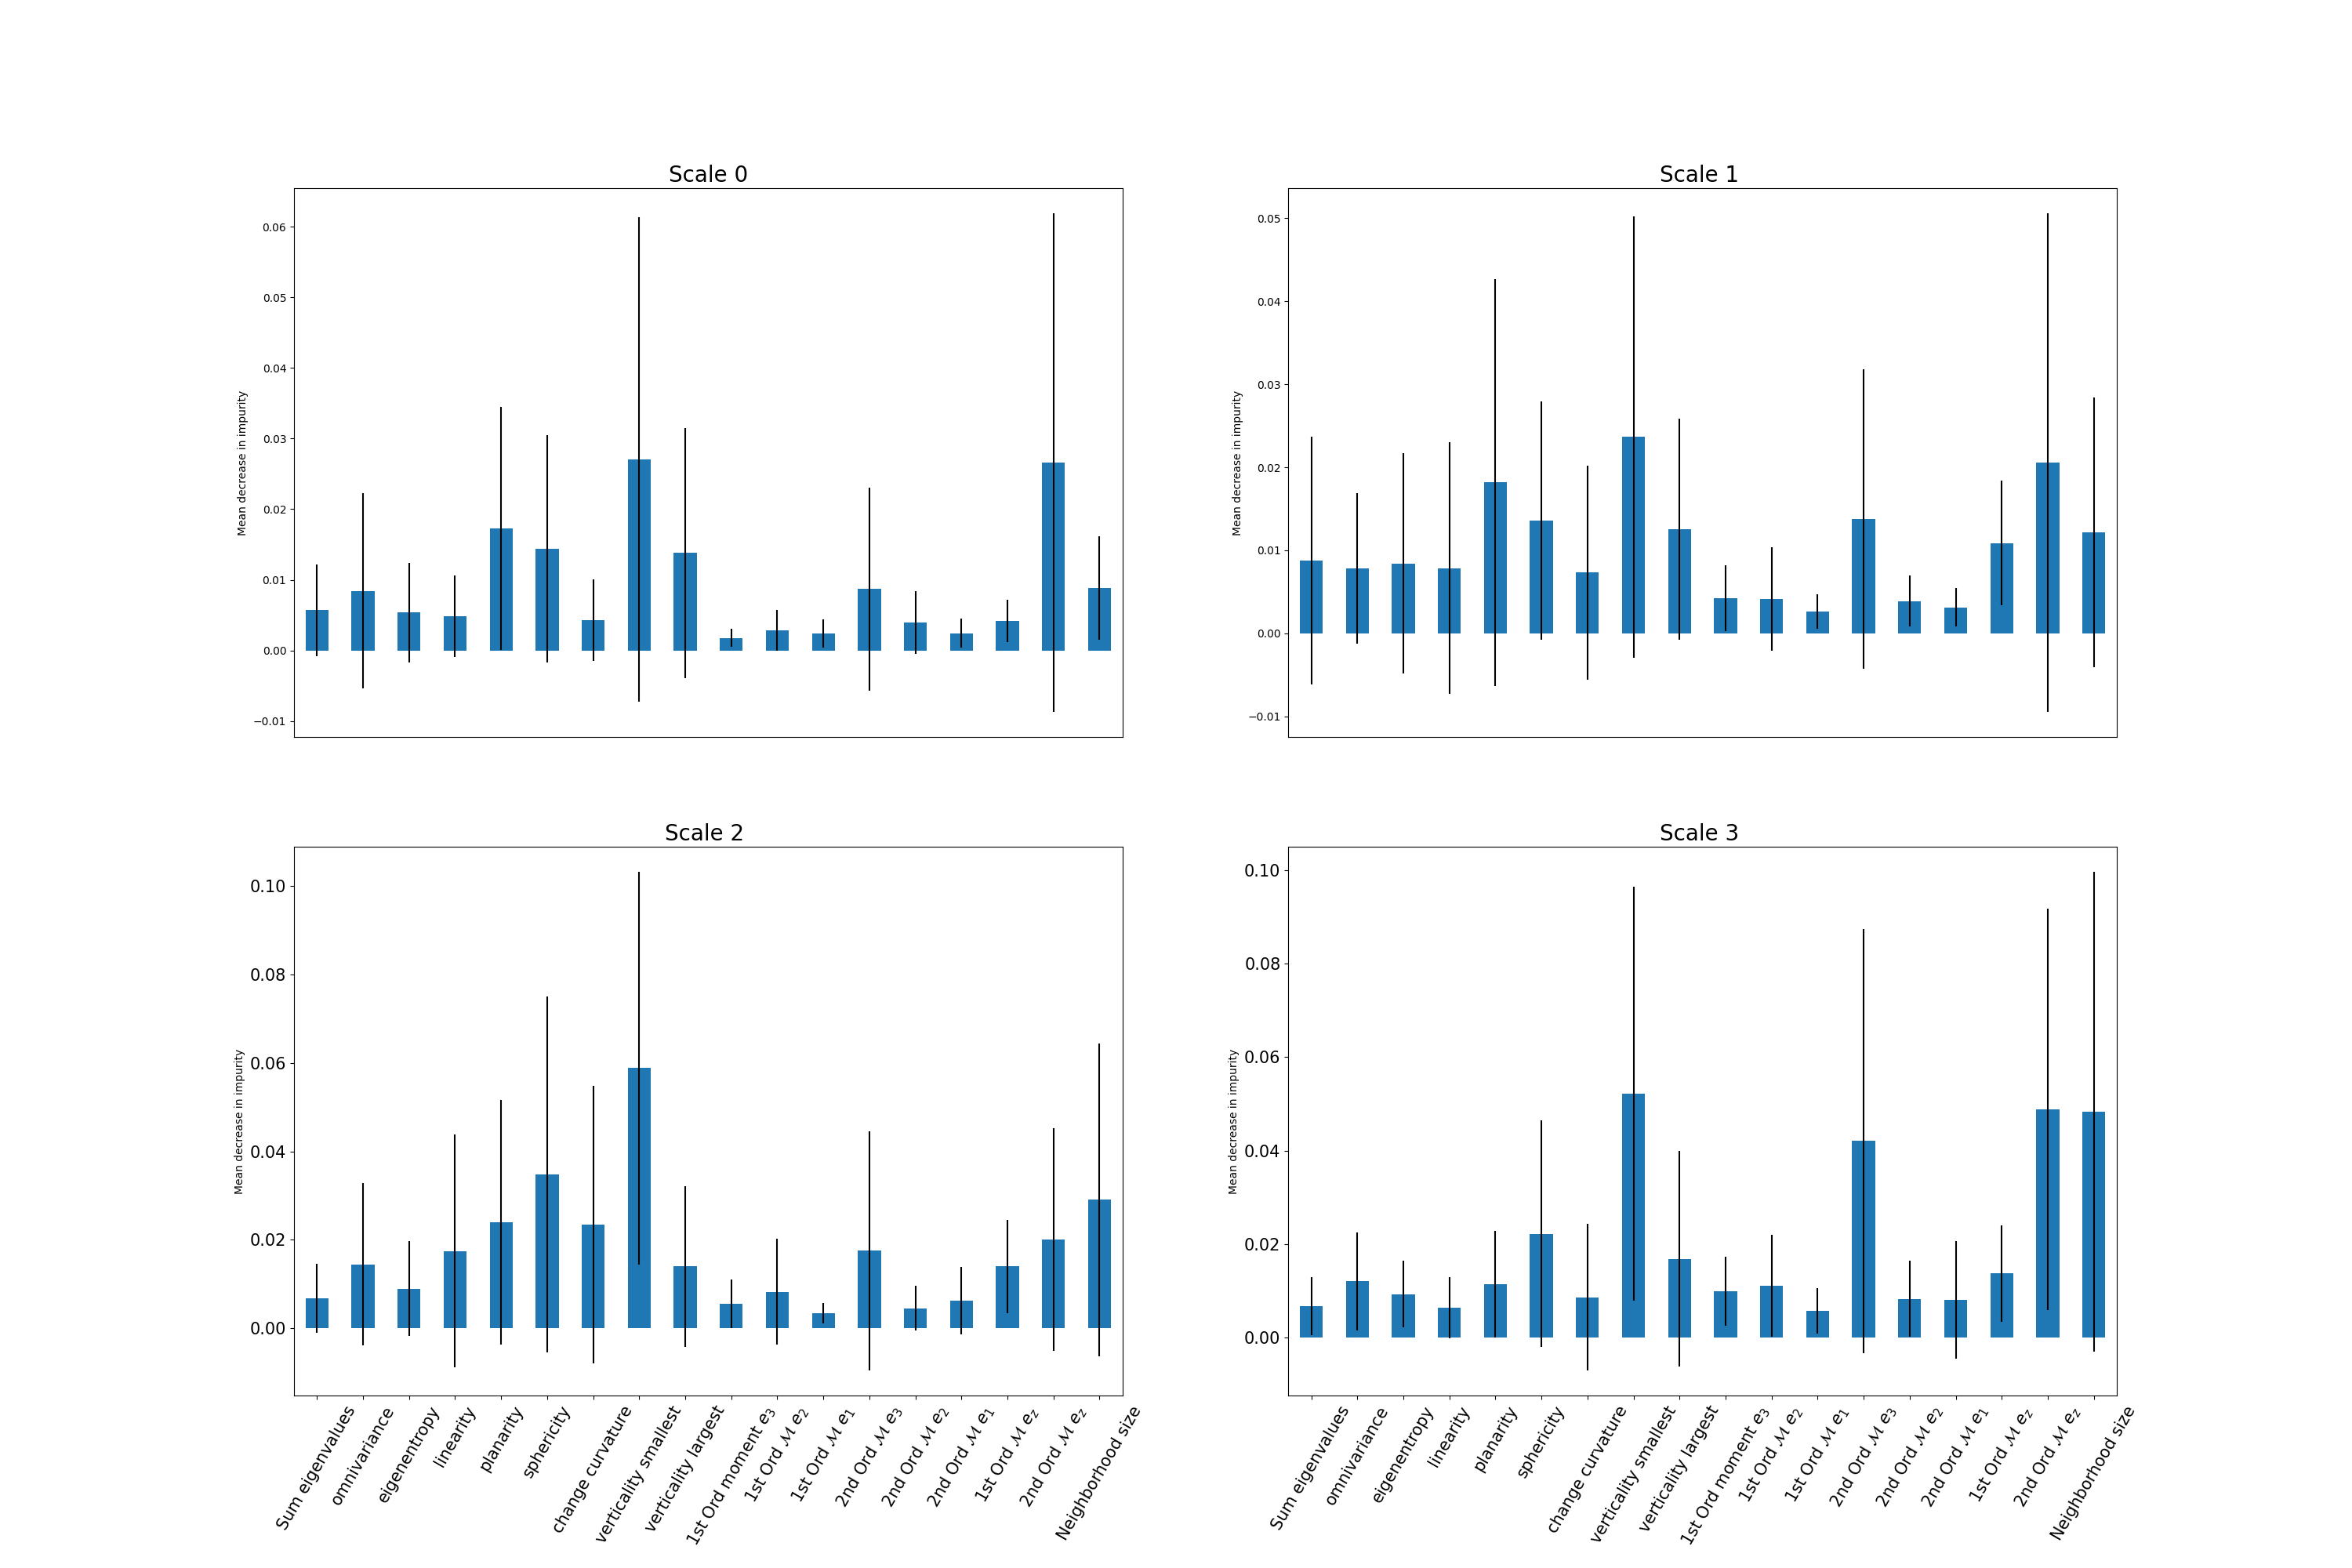 Scale 0
Mean decrease in impurity
0.06
0.05
0.04
0.03
0.02
0.01
0.00
−0.01
Scale 1
Mean decrease in impurity
0.05
0.04
0.03
0.02
0.01
0.00
−0.01
Scale 2
Mean decrease in impurity
0.10
0.08
0.06
0.04
0.02
0.00
Sum eigenvalues
omnivariance
eigenentropy
linearity
planarity
sphericity
change curvature
verticality smallest
verticality largest
1st Ord moment e₃
1st Ord ℳ e₂
1st Ord ℳ e₁
2nd Ord ℳ e₃
2nd Ord ℳ e₂
2nd Ord ℳ e₁
1st Ord ℳ e_z
2nd Ord ℳ e_z
Neighborhood size
Scale 3
Mean decrease in impurity
0.10
0.08
0.06
0.04
0.02
0.00
Sum eigenvalues
omnivariance
eigenentropy
linearity
planarity
sphericity
change curvature
verticality smallest
verticality largest
1st Ord moment e₃
1st Ord ℳ e₂
1st Ord ℳ e₁
2nd Ord ℳ e₃
2nd Ord ℳ e₂
2nd Ord ℳ e₁
1st Ord ℳ e_z
2nd Ord ℳ e_z
Neighborhood size